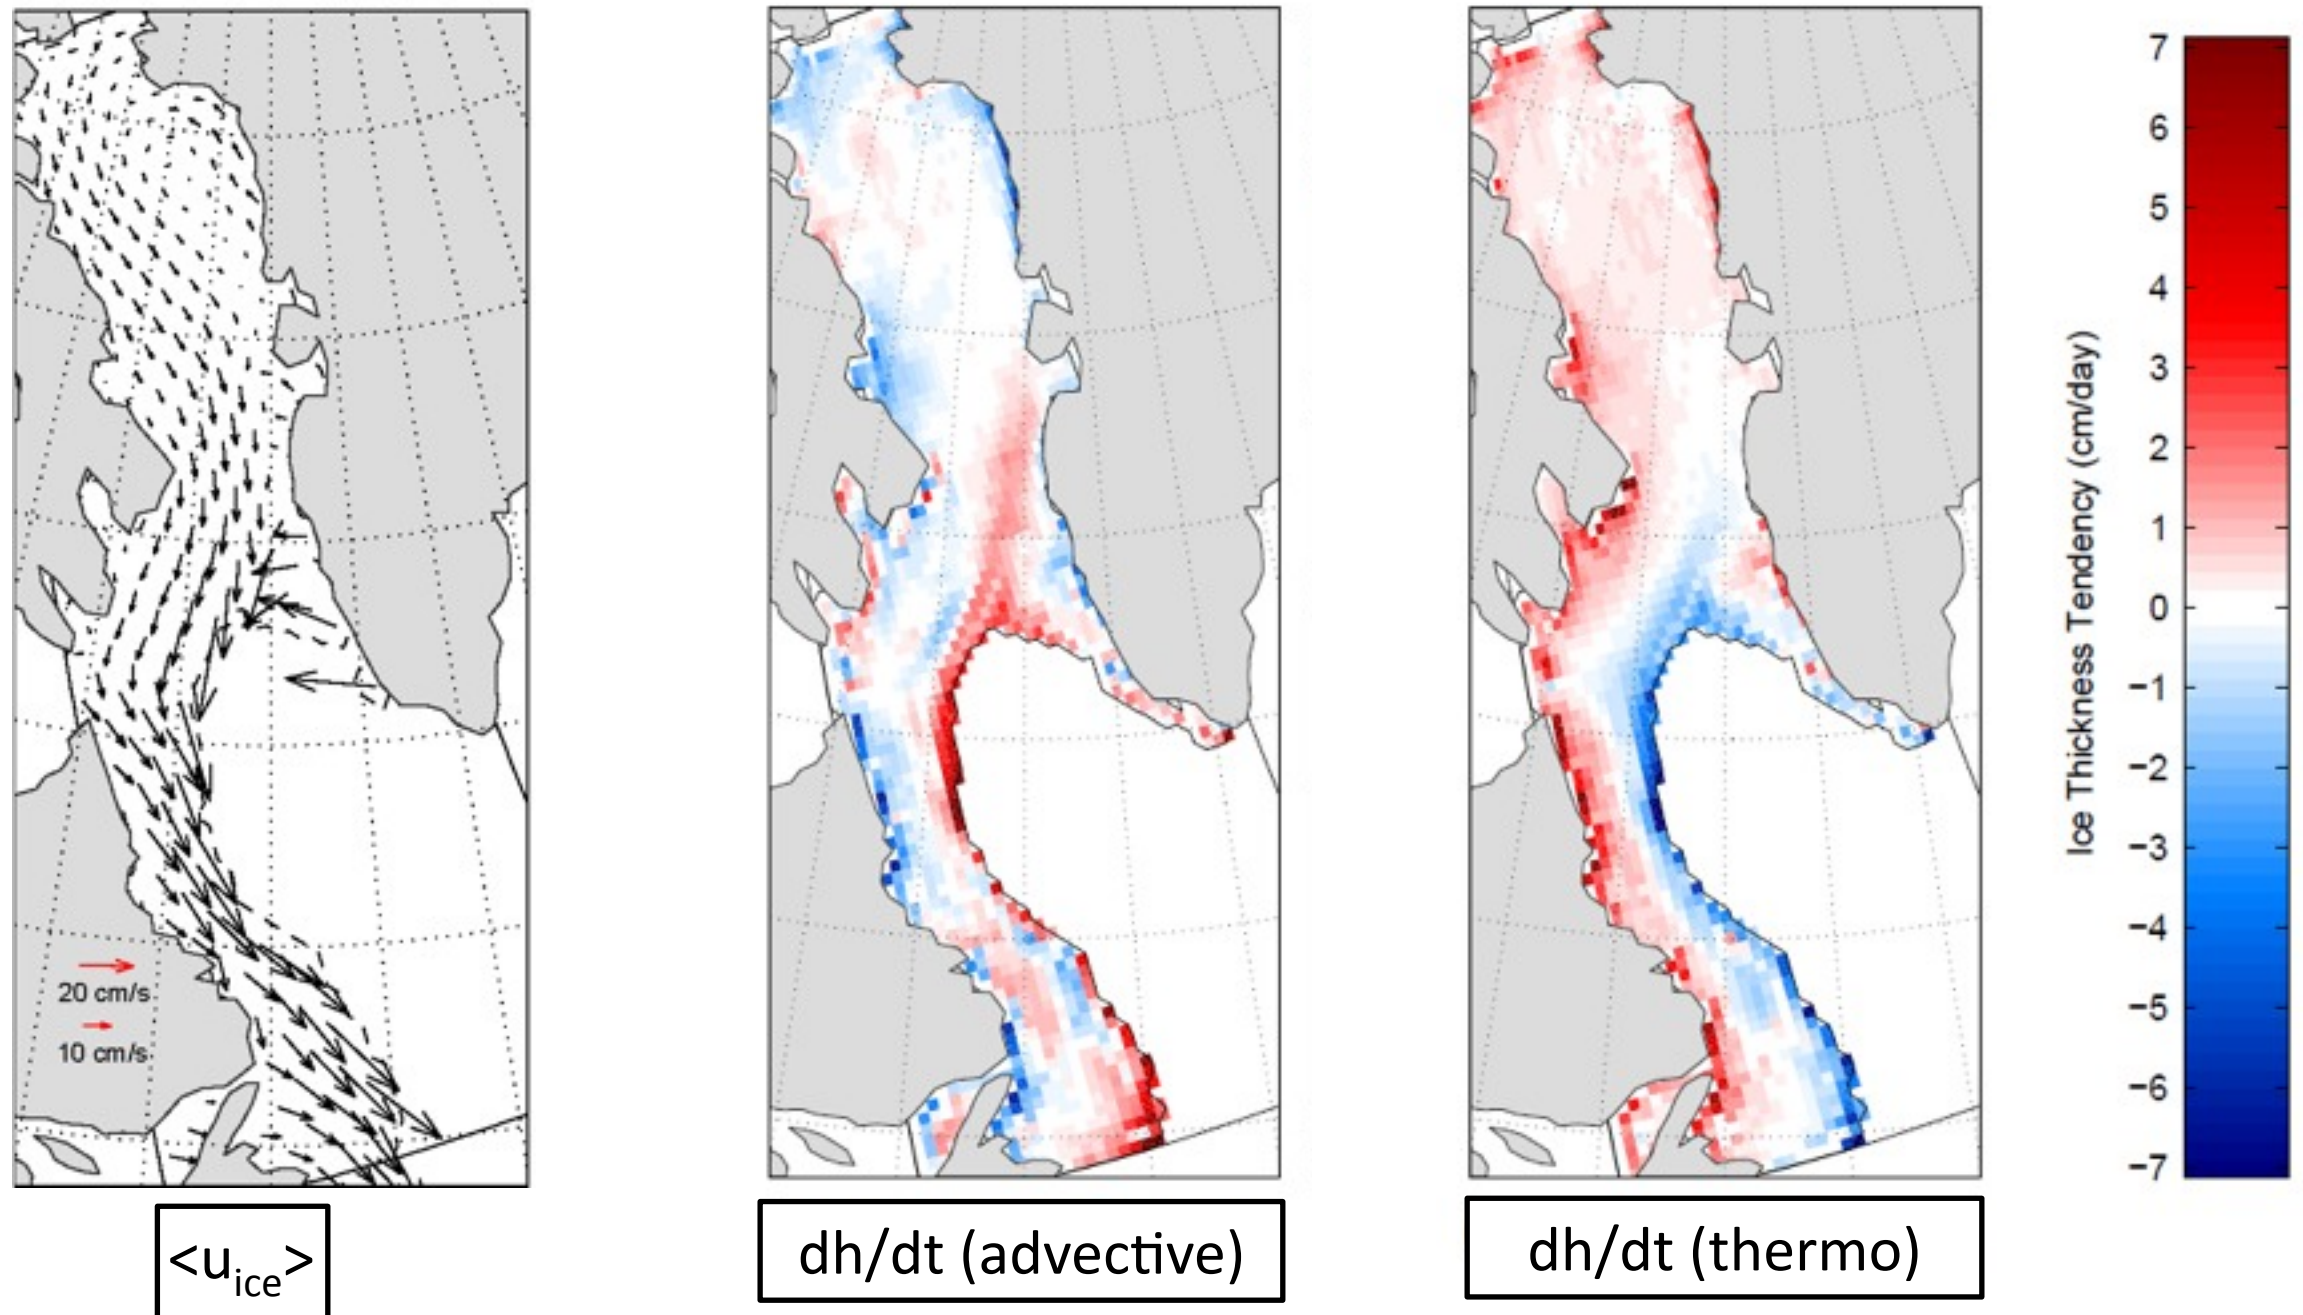 20 cm/s
10 cm/s
<u_ice>
dh/dt (advective)
dh/dt (thermo)
Ice Thickness Tendency (cm/day)
7
6
5
4
3
2
1
0
−1
−2
−3
−4
−5
−6
−7